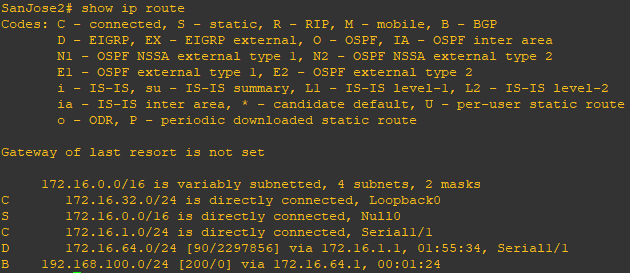 SanJose2# show ip route
Codes: C - connected, S - static, R - RIP, M - mobile, B - BGP
D - EIGRP, EX - EIGRP external, O - OSPF, IA - OSPF inter area
N1 - OSPF NSSA external type 1, N2 - OSPF NSSA external type 2
E1 - OSPF external type 1, E2 - OSPF external type 2
i - IS-IS, su - IS-IS summary, L1 - IS-IS level-1, L2 - IS-IS level-2
ia - IS-IS inter area, * - candidate default, U - per-user static route
o - ODR, P - periodic downloaded static route
Gateway of last resort is not set
172.16.0.0/16 is variably subnetted, 4 subnets, 2 masks
C 172.16.32.0/24 is directly connected, Loopback0
S 172.16.0.0/16 is directly connected, Null0
C 172.16.1.0/24 is directly connected, Serial1/1
D 172.16.64.0/24 [90/2297856] via 172.16.1.1, 01:55:34, Serial1/1
B 192.168.100.0/24 [200/0] via 172.16.64.1, 00:01:24